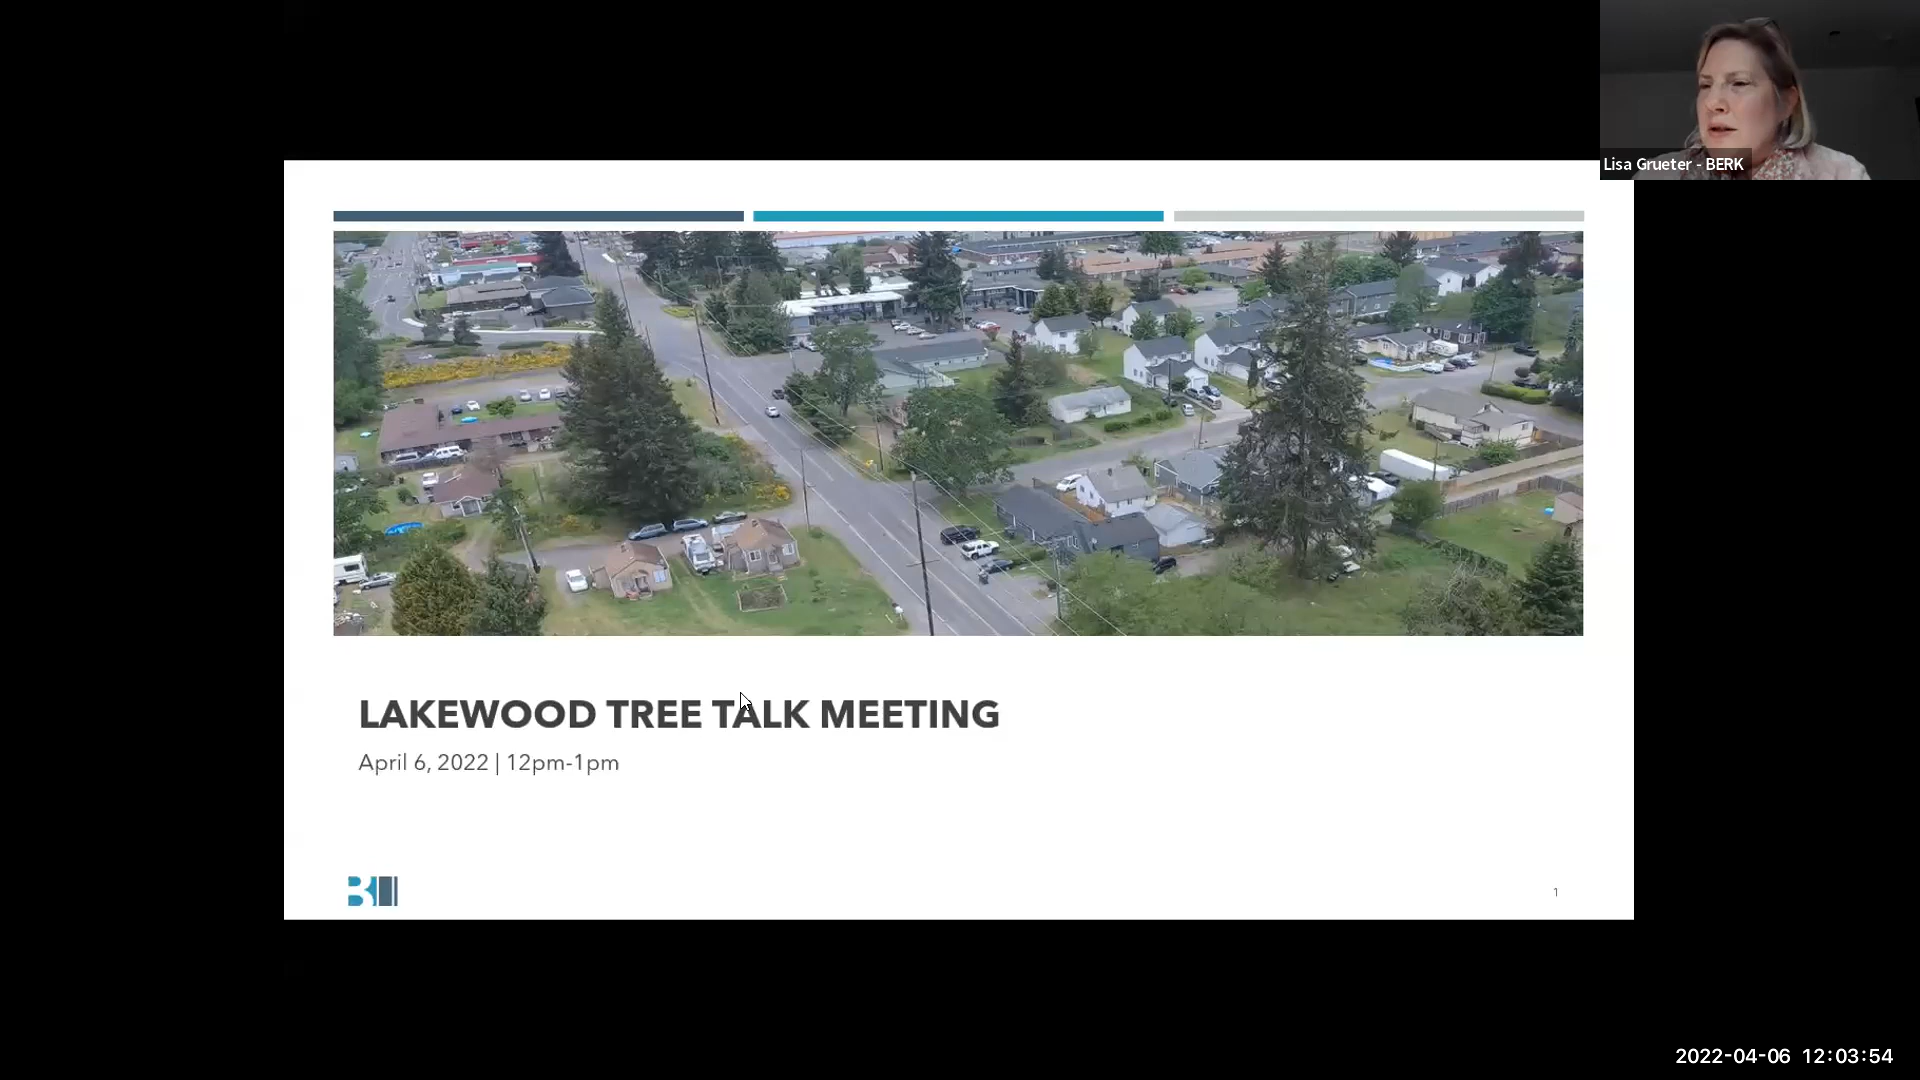 Lisa Grueter - BERK
LAKEWOOD TREE TALK MEETING
April 6, 2022 | 12pm-1pm
B
1
2022-04-06 12:03:54